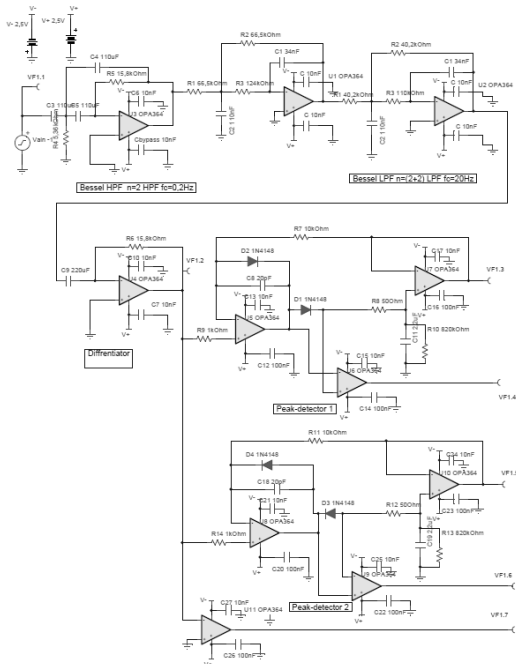 V- 2,5V
V+ 2,5V
VF1.1
C4 110uF
R5 15,8kOhm
V-
C6 10nF
U3 OPA364
C3 110uF
C5 110uF
R4 3,36kOhm
Cbypass 10nF
V+
Vain
Bessel HPF n=2 HPF fc=0,2Hz
R2 66,5kOhm
C1 34nF
R1 66,5kOhm
R3 124kOhm
V-
C 10nF
U1 OPA364
C2 110nF
C 10nF
V+
R2 40,2kOhm
C1 34nF
R1 40,2kOhm
R3 110kOhm
V-
C 10nF
U2 OPA364
C2 110nF
C 10nF
V+
Bessel LPF n=(2+2) LPF fc=20Hz
R6 15,8kOhm
V-
C10 10nF
VF1.2
C9 220uF
U4 OPA364
C7 10nF
V+
Diffrentiator
R7 10kOhm
V-
C17 10nF
U7 OPA364
VF1.3
D2 1N4148
C8 20pF
V-
C13 10nF
U5 OPA364
D1 1N4148
R8 50Ohm
C16 100nF
V+
R9 1kOhm
C11 22uF
R10 820kOhm
C12 100nF
V+
V-
C15 10nF
U6 OPA364
VF1.4
C14 100nF
V+
Peak-detector 1
R11 10kOhm
V-
C24 10nF
U10 OPA364
D4 1N4148
C18 20pF
V-
C21 10nF
U8 OPA364
D3 1N4148
R12 50Ohm
C23 100nF
V+
R14 1kOhm
C19 22uF
R13 820kOhm
C20 100nF
V+
V-
C25 10nF
U9 OPA364
VF1.6
C22 100nF
V+
Peak-detector 2
V-
C27 10nF
U11 OPA364
VF1.7
C26 100nF
V+